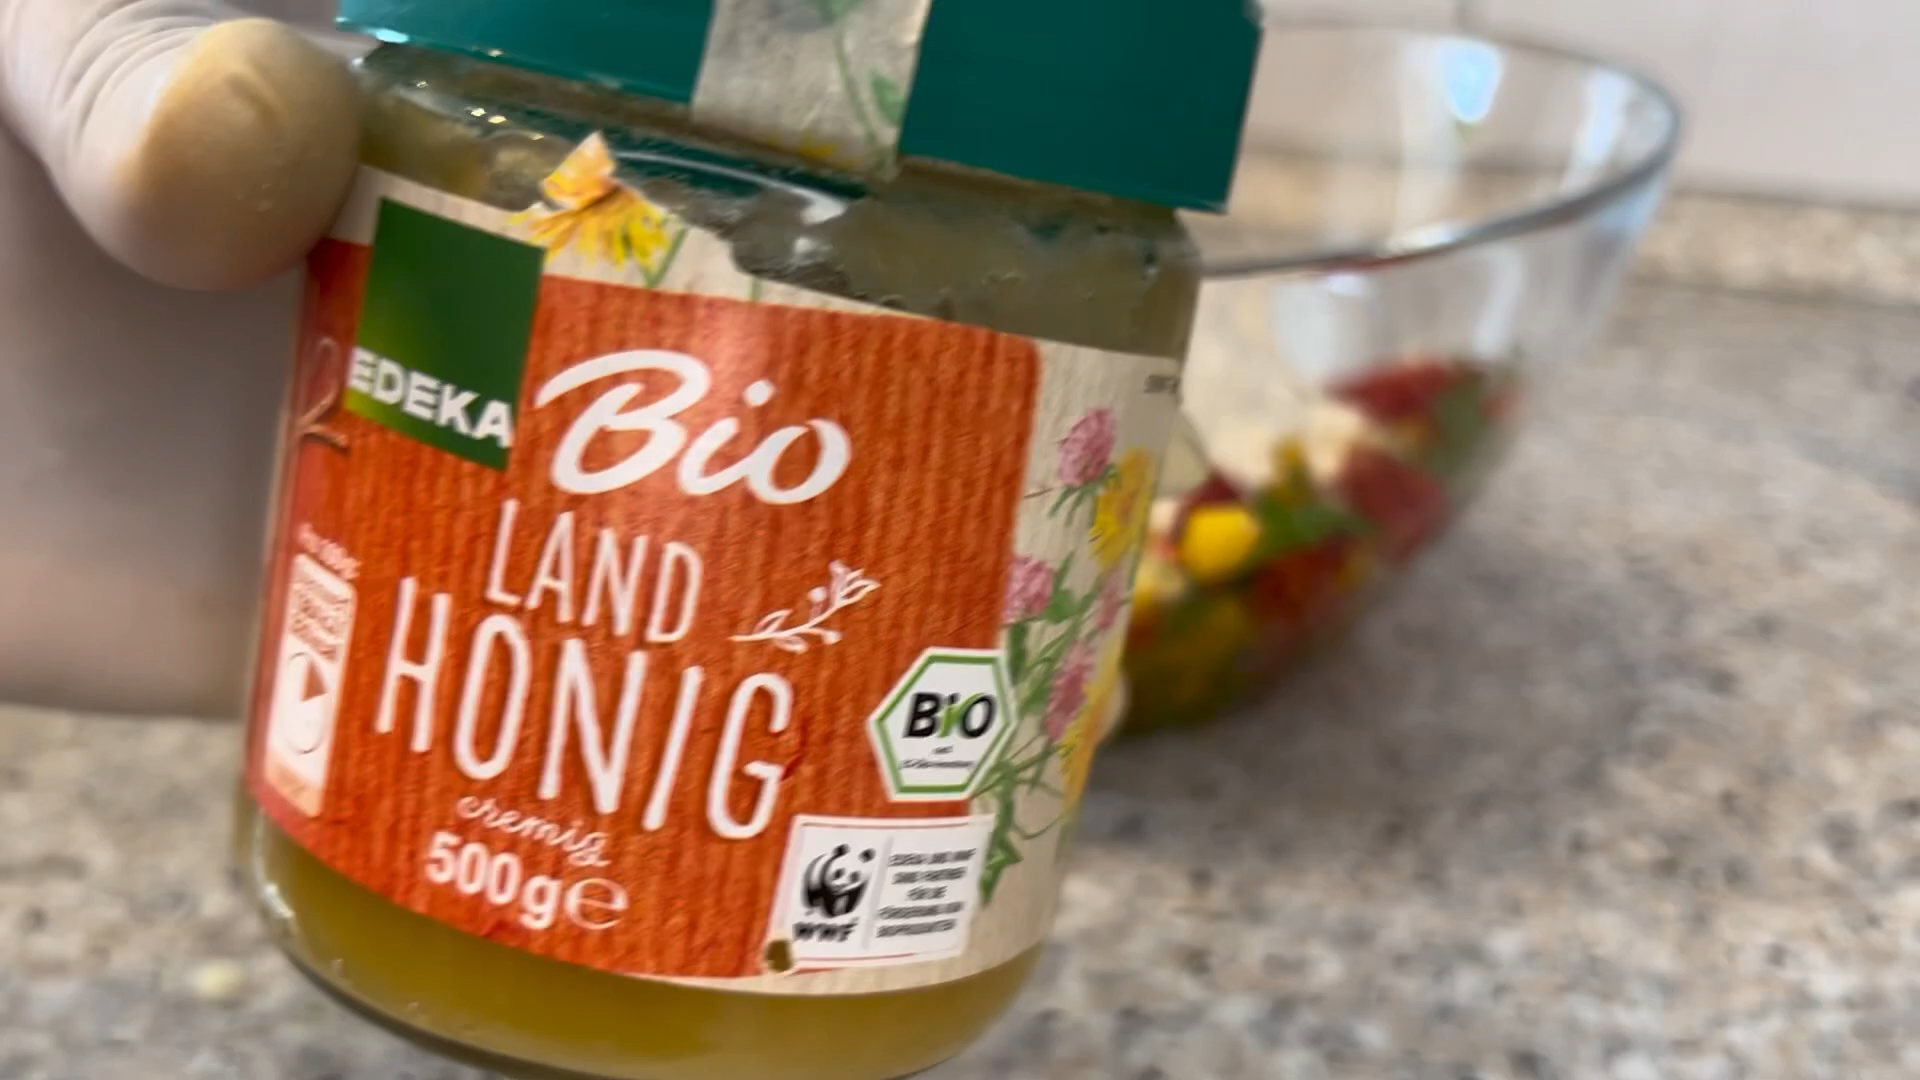 EDEKA
Bio
LAND
HONIG
cremig
500g e
BiO
WWF